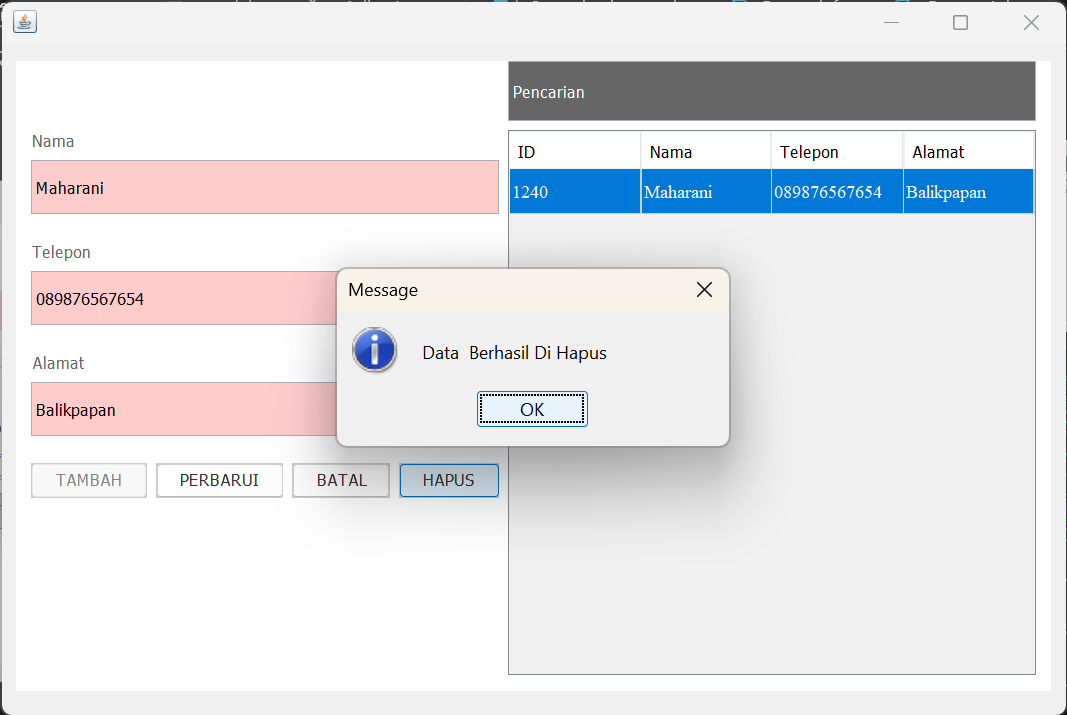 Nama
Maharani
Telepon
089876567654
Alamat
Balikpapan
TAMBAH PERBARUI BATAL HAPUS
Pencarian
ID Nama Telepon Alamat
1240 Maharani 089876567654 Balikpapan
Message
Data  Berhasil Di Hapus
OK